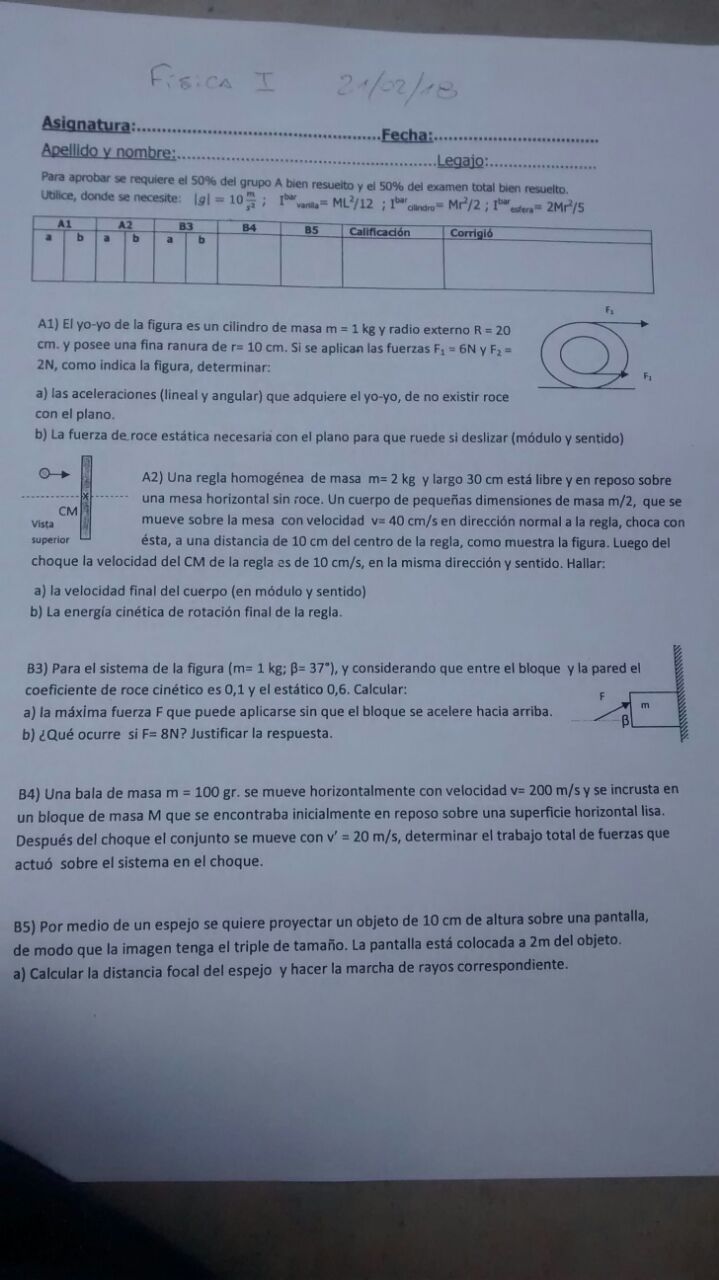 Física I 21/02/18
Asignatura:..................................................Fecha:.................................
Apellido y nombre:....................................................Legajo:.....................
Para aprobar se requiere el 50% del grupo A bien resuelto y el 50% del examen total bien resuelto.
Utilice, donde se necesite: |g| = 10 m/s² ; I^bar_varilla= ML²/12 ; I^bar_cilindro= Mr²/2 ; I^bar_esfera= 2Mr²/5
A1 A2 B3 B4 B5 Calificación Corrigió
a b a b a b
F₂
F₁
A1) El yo-yo de la figura es un cilindro de masa m = 1 kg y radio externo R = 20
cm. y posee una fina ranura de r= 10 cm. Si se aplican las fuerzas F₁ = 6N y F₂ =
2N, como indica la figura, determinar:
a) las aceleraciones (lineal y angular) que adquiere el yo-yo, de no existir roce
con el plano.
b) La fuerza de roce estática necesaria con el plano para que ruede si deslizar (módulo y sentido)
x
CM
Vista
superior
A2) Una regla homogénea de masa m= 2 kg y largo 30 cm está libre y en reposo sobre
una mesa horizontal sin roce. Un cuerpo de pequeñas dimensiones de masa m/2, que se
mueve sobre la mesa con velocidad v= 40 cm/s en dirección normal a la regla, choca con
ésta, a una distancia de 10 cm del centro de la regla, como muestra la figura. Luego del
choque la velocidad del CM de la regla es de 10 cm/s, en la misma dirección y sentido. Hallar:
a) la velocidad final del cuerpo (en módulo y sentido)
b) La energía cinética de rotación final de la regla.
B3) Para el sistema de la figura (m= 1 kg; β= 37°), y considerando que entre el bloque y la pared el
coeficiente de roce cinético es 0,1 y el estático 0,6. Calcular:
a) la máxima fuerza F que puede aplicarse sin que el bloque se acelere hacia arriba.
b) ¿Qué ocurre si F= 8N? Justificar la respuesta.
F
m
β
B4) Una bala de masa m = 100 gr. se mueve horizontalmente con velocidad v= 200 m/s y se incrusta en
un bloque de masa M que se encontraba inicialmente en reposo sobre una superficie horizontal lisa.
Después del choque el conjunto se mueve con v' = 20 m/s, determinar el trabajo total de fuerzas que
actuó sobre el sistema en el choque.
B5) Por medio de un espejo se quiere proyectar un objeto de 10 cm de altura sobre una pantalla,
de modo que la imagen tenga el triple de tamaño. La pantalla está colocada a 2m del objeto.
a) Calcular la distancia focal del espejo y hacer la marcha de rayos correspondiente.